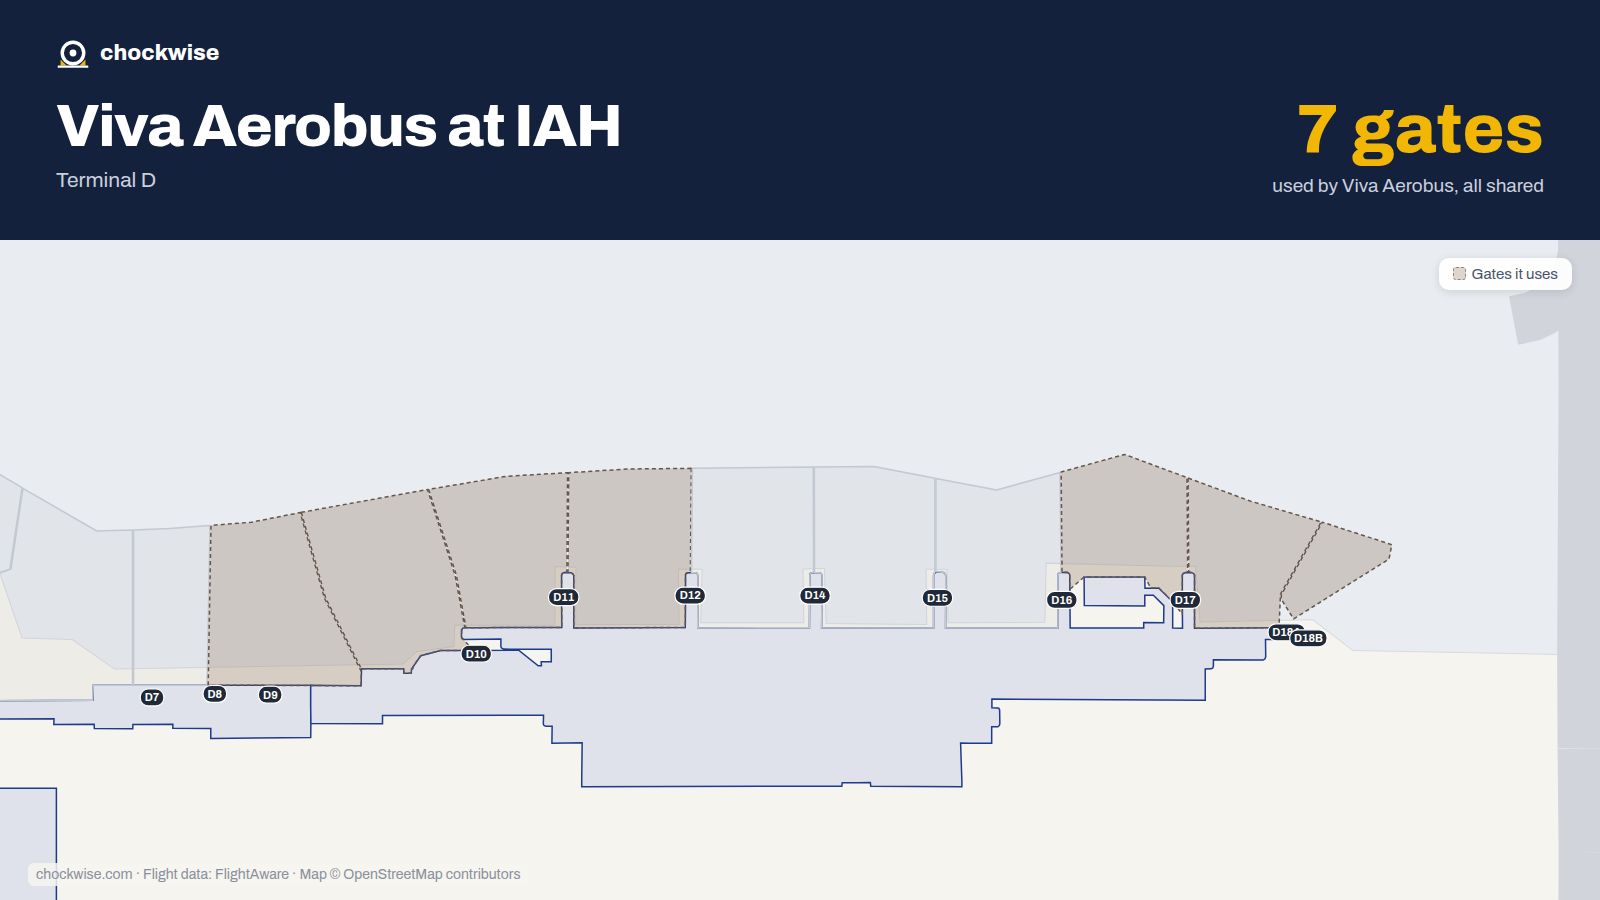 chockwise
Viva Aerobus at IAH
Terminal D
7 gates
used by Viva Aerobus, all shared
Gates it uses
D11
D12
D14
D15
D16
D17
D18B
D10
D7
D8
D9
chockwise.com · Flight data: FlightAware · Map © OpenStreetMap contributors